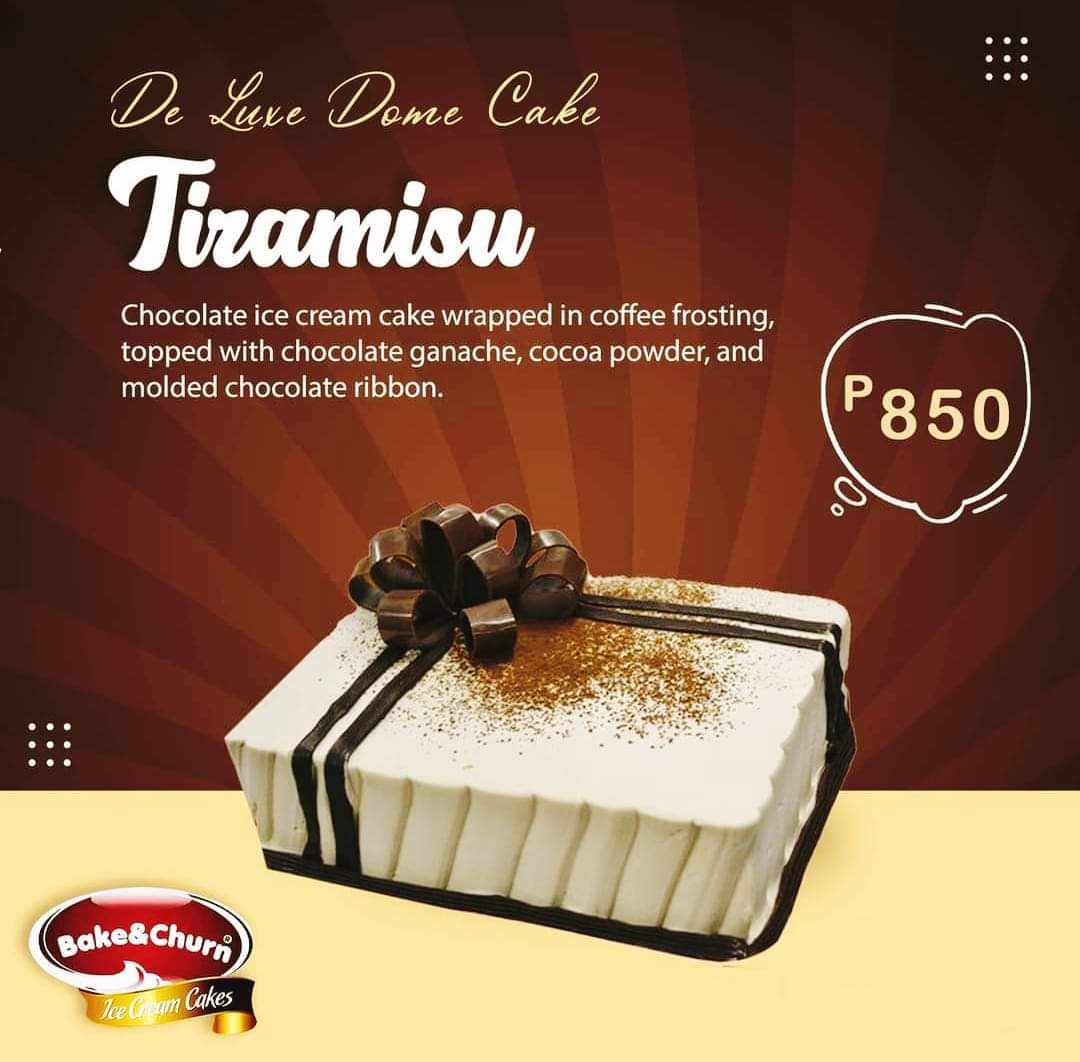 De Luxe Dome Cake
Tiramisu
Chocolate ice cream cake wrapped in coffee frosting,
topped with chocolate ganache, cocoa powder, and
molded chocolate ribbon.
P850
Bake&Churn®
Ice Cream Cakes